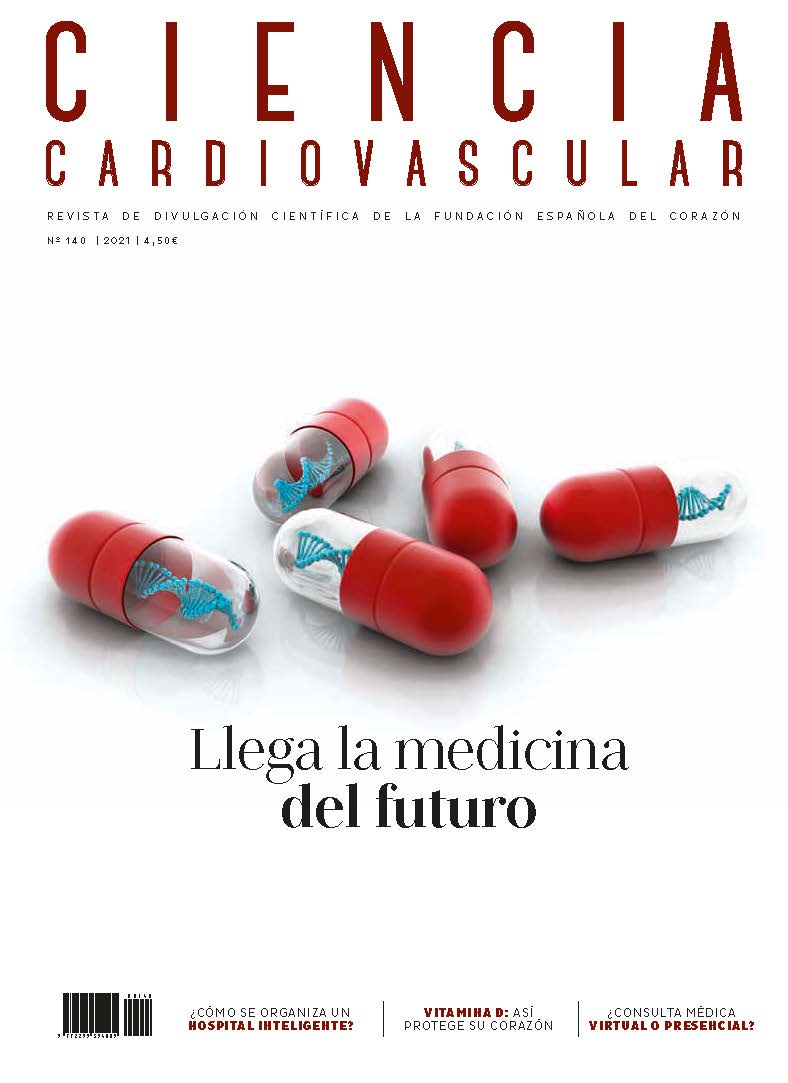 CIENCIA
CARDIOVASCULAR
REVISTA DE DIVULGACIÓN CIENTÍFICA DE LA FUNDACIÓN ESPAÑOLA DEL CORAZÓN
Nº 140 | 2021 | 4,50€
Llega la medicina
del futuro
00140
¿CÓMO SE ORGANIZA UN
HOSPITAL INTELIGENTE?
VITAMINA D: ASÍ
PROTEGE SU CORAZÓN
¿CONSULTA MÉDICA
VIRTUAL O PRESENCIAL?